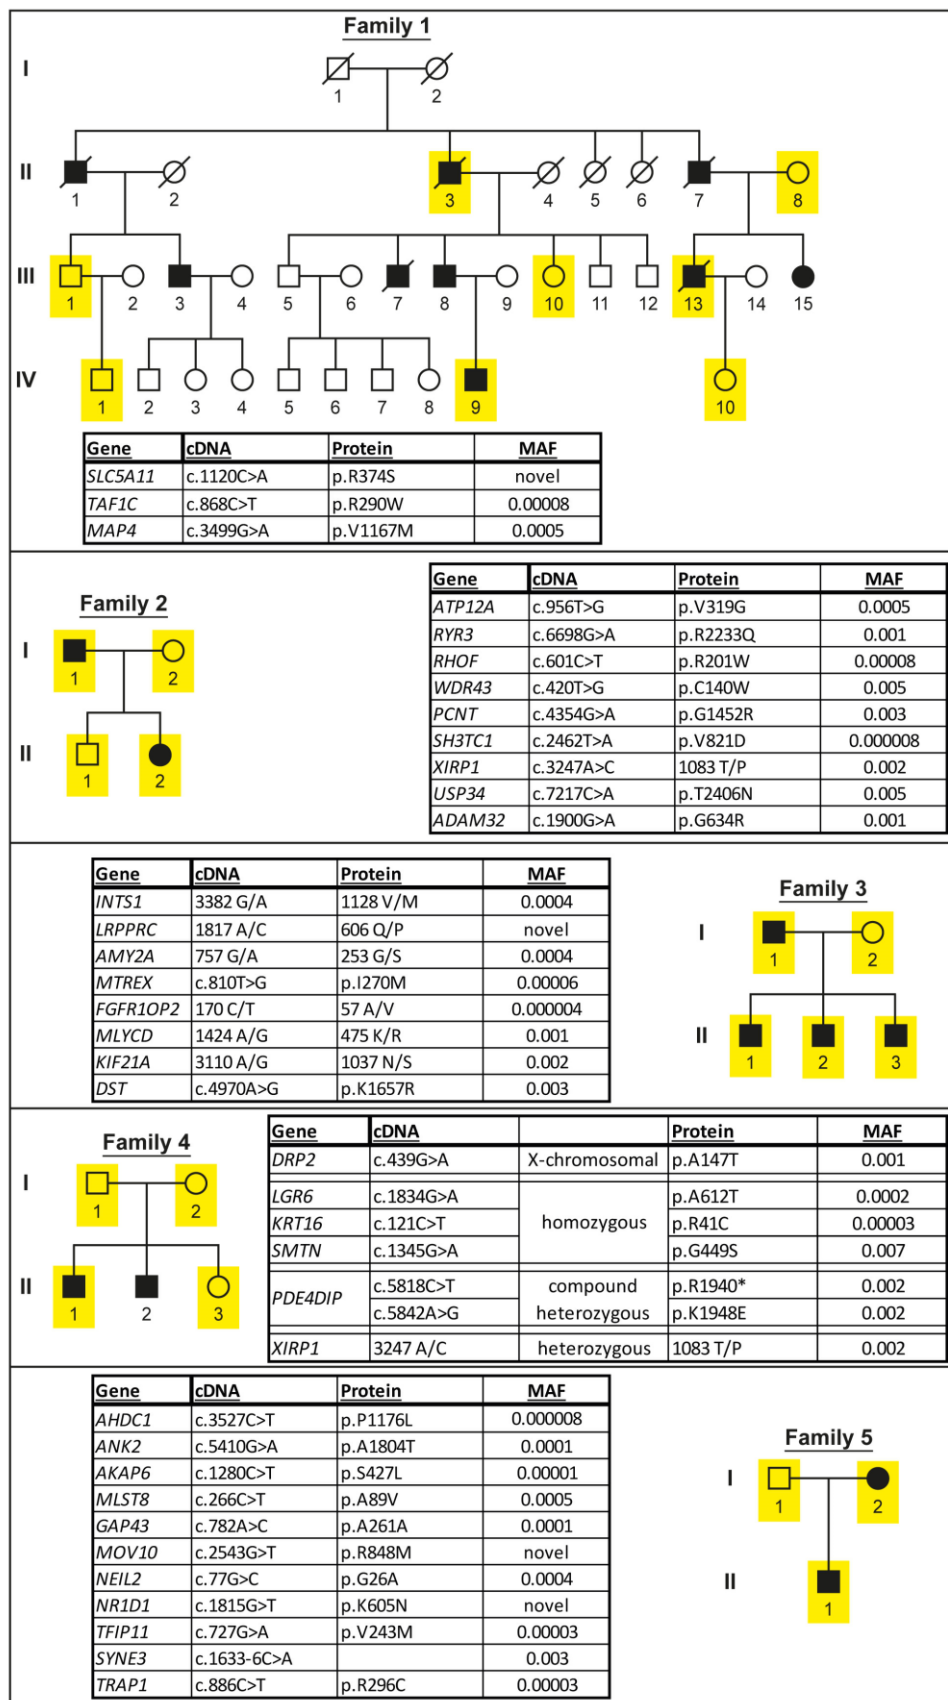 Family 1
I
1 2
II
1 2 3 4 5 6 7 8
III
1 2 3 4 5 6 7 8 9 10 11 12 13 14 15
IV
1 2 3 4 5 6 7 8 9 10
Gene cDNA Protein MAF
SLC5A11 c.1120C>A p.R374S novel
TAF1C c.868C>T p.R290W 0.00008
MAP4 c.3499G>A p.V1167M 0.0005
Family 2
I
1 2
II
1 2
Gene cDNA Protein MAF
ATP12A c.956T>G p.V319G 0.0005
RYR3 c.6698G>A p.R2233Q 0.001
RHOF c.601C>T p.R201W 0.00008
WDR43 c.420T>G p.C140W 0.005
PCNT c.4354G>A p.G1452R 0.003
SH3TC1 c.2462T>A p.V821D 0.000008
XIRP1 c.3247A>C 1083 T/P 0.002
USP34 c.7217C>A p.T2406N 0.005
ADAM32 c.1900G>A p.G634R 0.001
Gene cDNA Protein MAF
INTS1 3382 G/A 1128 V/M 0.0004
LRPPRC 1817 A/C 606 Q/P novel
AMY2A 757 G/A 253 G/S 0.0004
MTREX c.810T>G p.I270M 0.00006
FGFR1OP2 170 C/T 57 A/V 0.000004
MLYCD 1424 A/G 475 K/R 0.001
KIF21A 3110 A/G 1037 N/S 0.002
DST c.4970A>G p.K1657R 0.003
Family 3
I
1 2
II
1 2 3
Family 4
I
1 2
II
1 2 3
Gene cDNA Protein MAF
DRP2 c.439G>A X-chromosomal p.A147T 0.001
LGR6 c.1834G>A p.A612T 0.0002
KRT16 c.121C>T homozygous p.R41C 0.00003
SMTN c.1345G>A p.G449S 0.007
PDE4DIP c.5818C>T compound p.R1940* 0.002
c.5842A>G heterozygous p.K1948E 0.002
XIRP1 3247 A/C heterozygous 1083 T/P 0.002
Gene cDNA Protein MAF
AHDC1 c.3527C>T p.P1176L 0.000008
ANK2 c.5410G>A p.A1804T 0.0001
AKAP6 c.1280C>T p.S427L 0.00001
MLST8 c.266C>T p.A89V 0.0005
GAP43 c.782A>C p.A261A 0.0001
MOV10 c.2543G>T p.R848M novel
NEIL2 c.77G>C p.G26A 0.0004
NR1D1 c.1815G>T p.K605N novel
TFIP11 c.727G>A p.V243M 0.00003
SYNE3 c.1633-6C>A 0.003
TRAP1 c.886C>T p.R296C 0.00003
Family 5
I
1 2
II
1